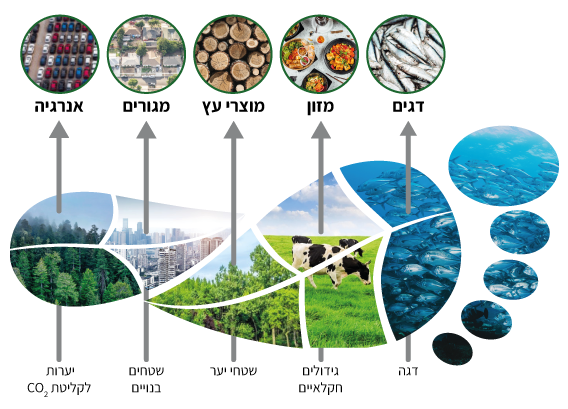 דגים
מזון
מוצרי עץ
מגורים
אנרגיה
דגה
גידולים
חקלאיים
שטחי יער
שטחים
בנויים
יערות
לקליטת CO₂